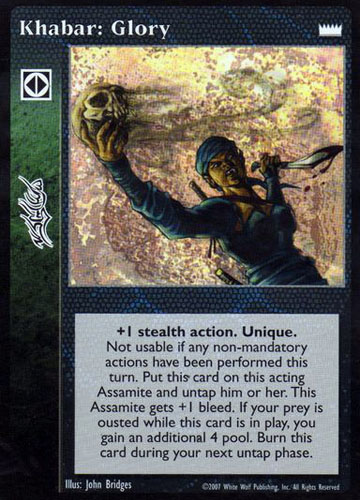 Khabar: Glory
+1 stealth action. Unique.
Not usable if any non-mandatory
actions have been performed this
turn. Put this card on this acting
Assamite and untap him or her. This
Assamite gets +1 bleed. If your prey is
ousted while this card is in play, you
gain an additional 4 pool. Burn this
card during your next untap phase.
Illus: John Bridges
©2007 White Wolf Publishing, Inc. All Rights Reserved